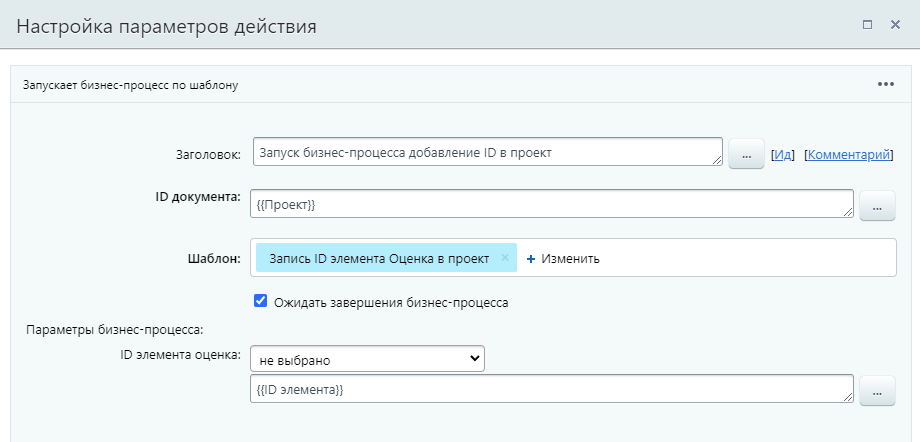 Настройка параметров действия
Запускает бизнес-процесс по шаблону
Заголовок: Запуск бизнес-процесса добавление ID в проект ... [Ид] [Комментарий]
ID документа: {{Проект}} ...
Шаблон: Запись ID элемента Оценка в проект × + Изменить
Ожидать завершения бизнес-процесса
Параметры бизнес-процесса:
ID элемента оценка: не выбрано
{{ID элемента}} ...